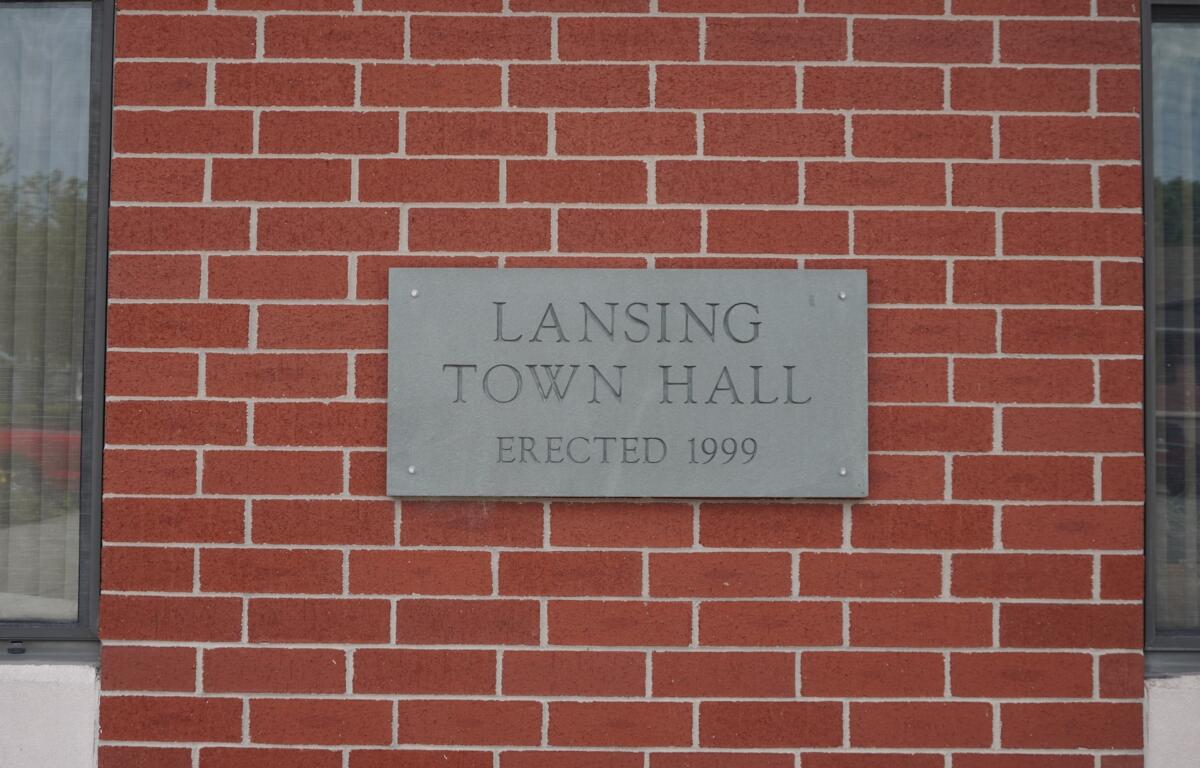 LANSING
TOWN HALL
ERECTED 1999